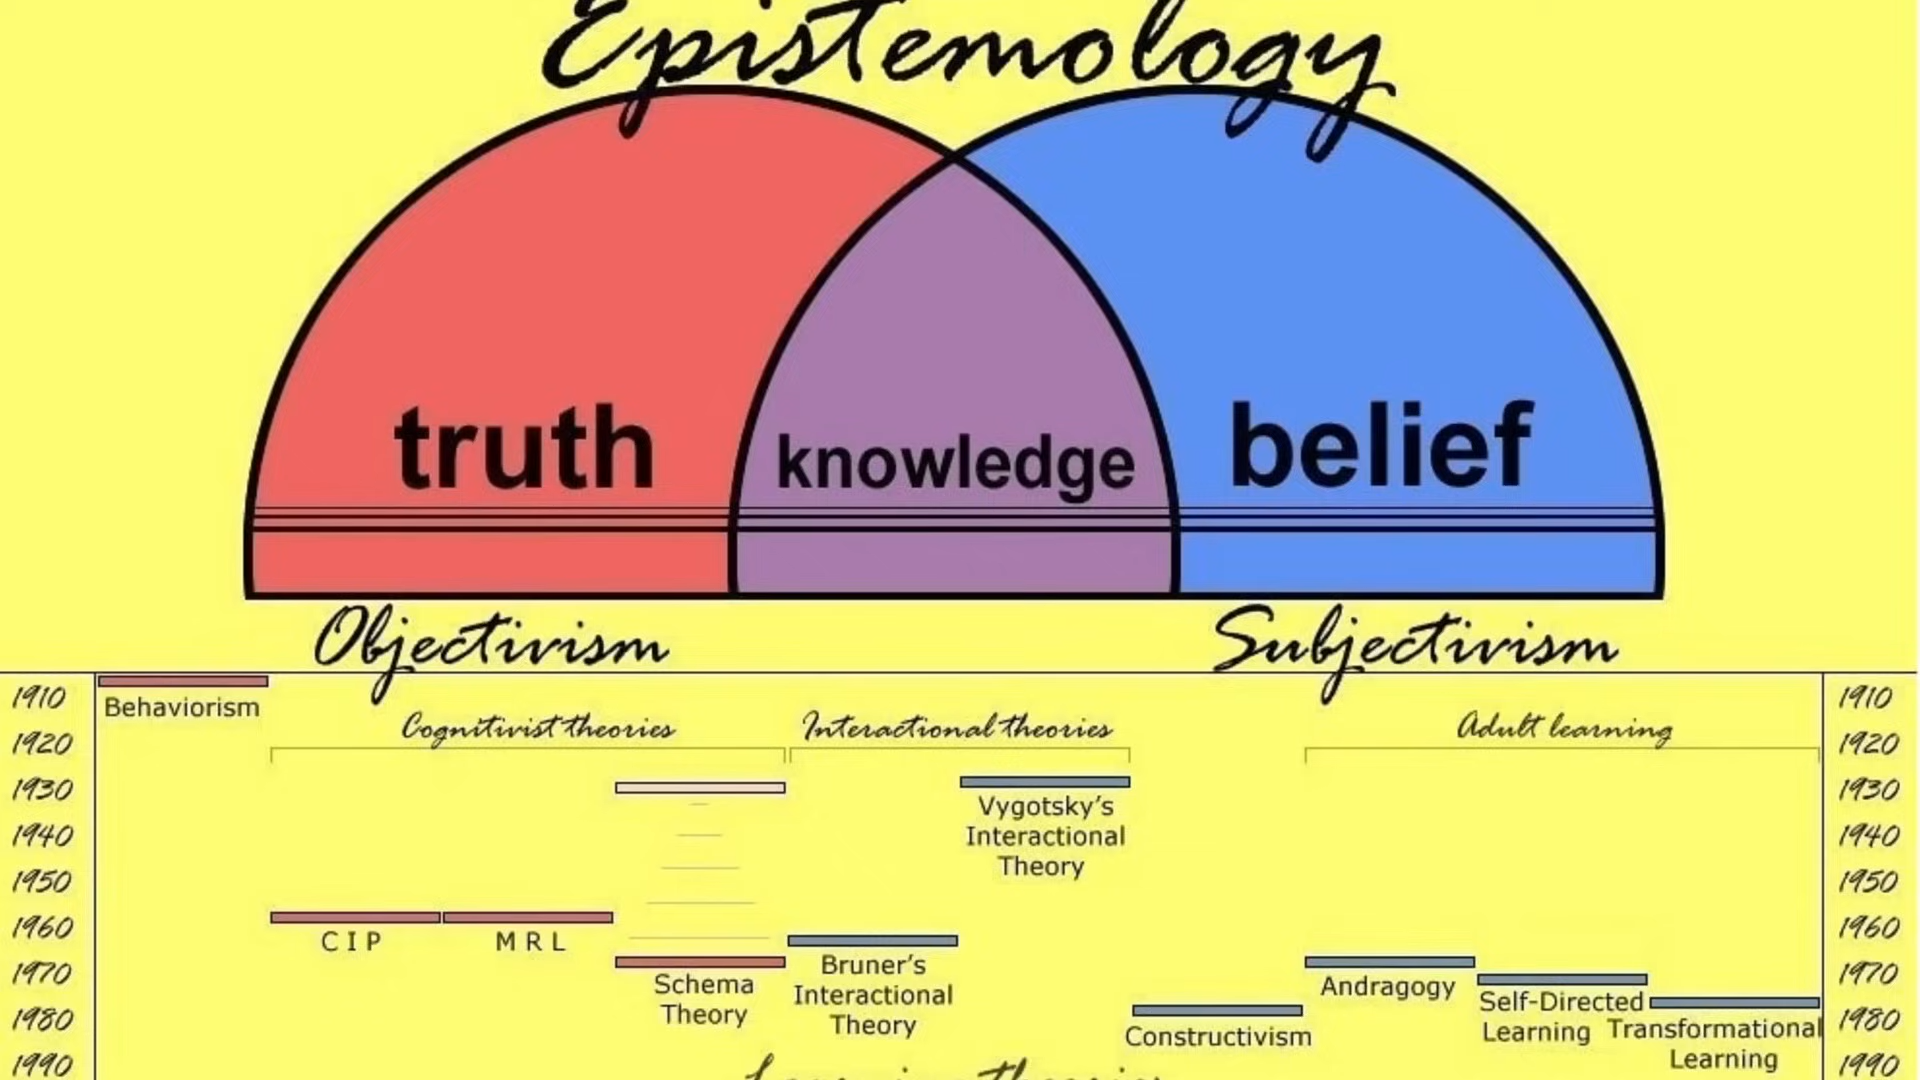 Epistemology
truth
knowledge
belief
Objectivism
Subjectivism
1910
1920
1930
1940
1950
1960
1970
1980
1990
Behaviorism
Cognitivist theories
Interactional theories
Adult learning
Vygotsky's
Interactional
Theory
C I P
M R L
Schema
Theory
Bruner's
Interactional
Theory
Constructivism
Andragogy
Self-Directed
Learning
Transformational
Learning
1910
1920
1930
1940
1950
1960
1970
1980
1990